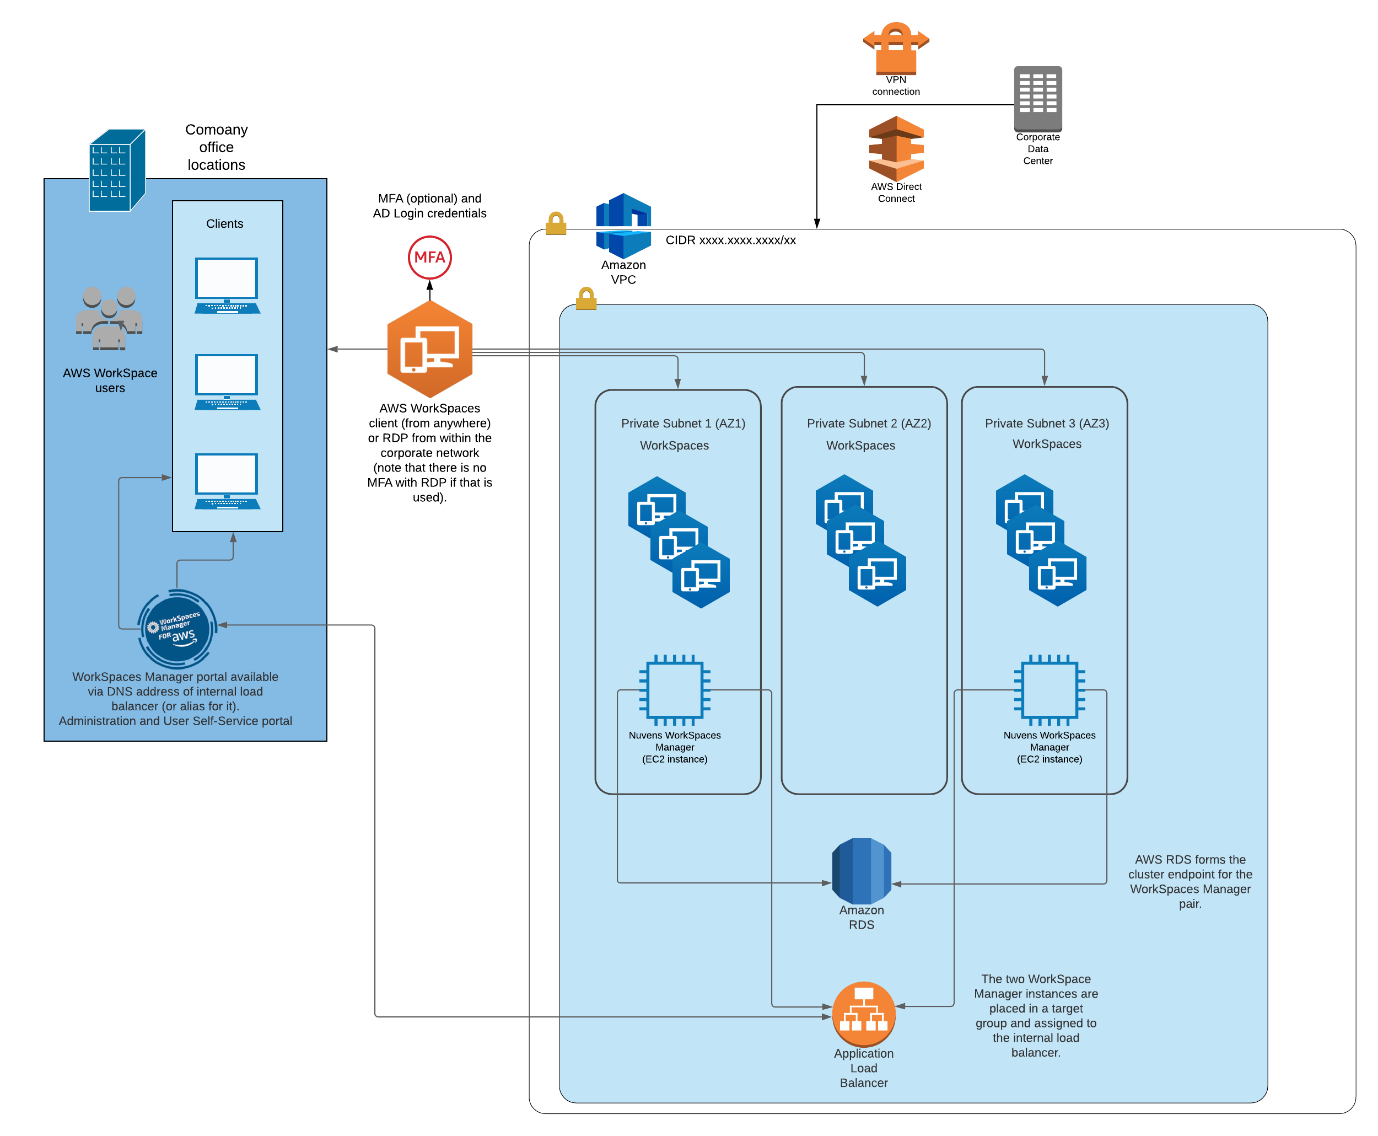 VPN
connection
Corporate
Data
Center
AWS Direct
Connect
Comoany
office
locations
Clients
AWS WorkSpace
users
MFA (optional) and
AD Login credentials
MFA
AWS WorkSpaces
client (from anywhere)
or RDP from within the
corporate network
(note that there is no
MFA with RDP if that is
used).
WorkSpaces
Manager
FOR
aws
WorkSpaces Manager portal available
via DNS address of internal load
balancer (or alias for it).
Administration and User Self-Service portal
Amazon
VPC
CIDR xxxx.xxxx.xxxx/xx
Private Subnet 1 (AZ1)
WorkSpaces
Private Subnet 2 (AZ2)
WorkSpaces
Private Subnet 3 (AZ3)
WorkSpaces
Nuvens WorkSpaces
Manager
(EC2 instance)
Nuvens WorkSpaces
Manager
(EC2 instance)
Amazon
RDS
AWS RDS forms the
cluster endpoint for the
WorkSpaces Manager
pair.
Application
Load
Balancer
The two WorkSpace
Manager instances are
placed in a target
group and assigned to
the internal load
balancer.